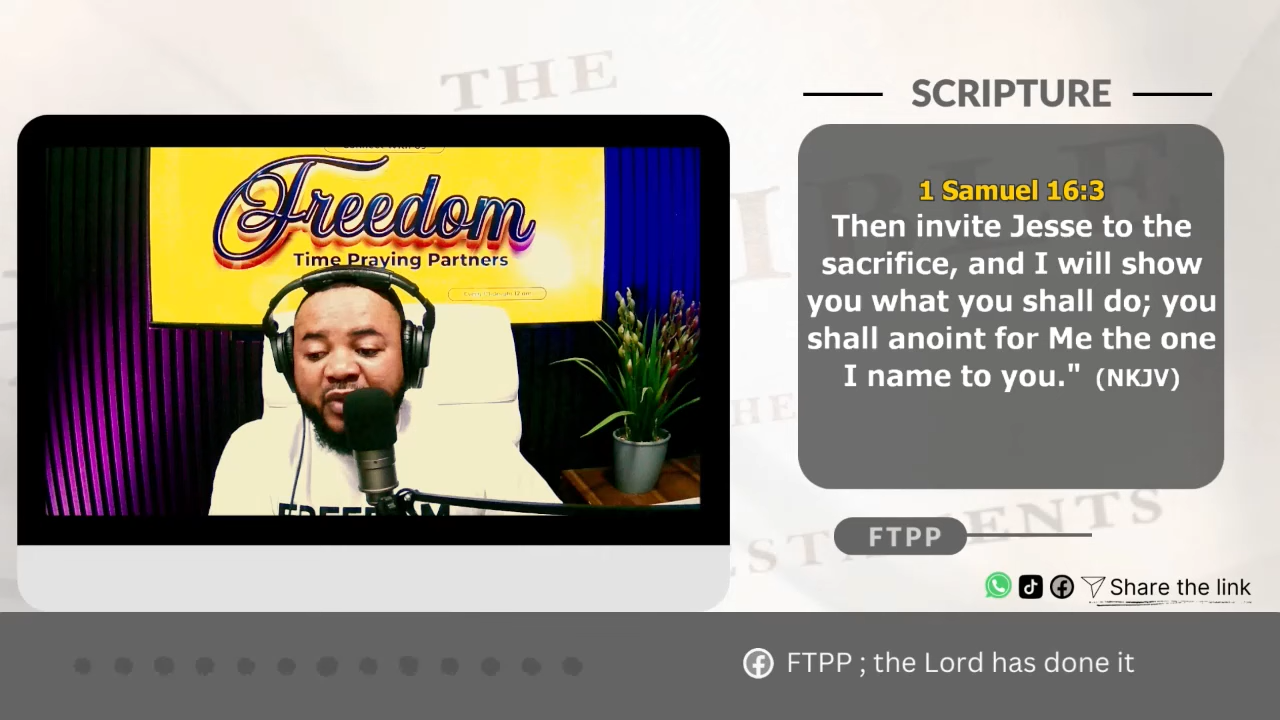 THE
SCRIPTURE
Freedom
Time Praying Partners
FREEDOM
1 Samuel 16:3
Then invite Jesse to the
sacrifice, and I will show
you what you shall do; you
shall anoint for Me the one
I name to you." (NKJV)
FTPP
Share the link
FTPP ; the Lord has done it